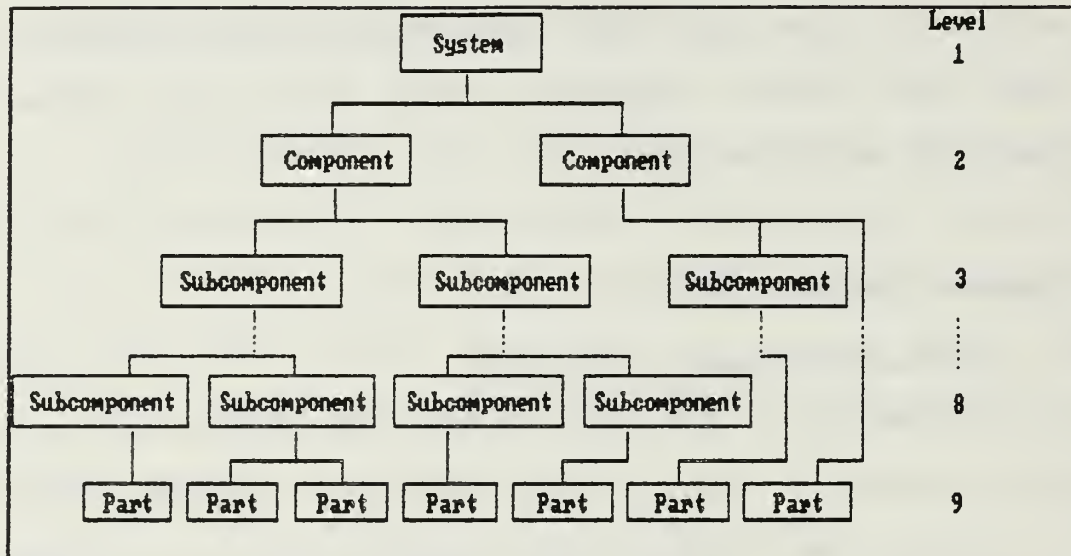 Level
System
1
Component Component 2
Subcomponent Subcomponent Subcomponent 3
Subcomponent Subcomponent Subcomponent Subcomponent 8
Part Part Part Part Part Part Part 9